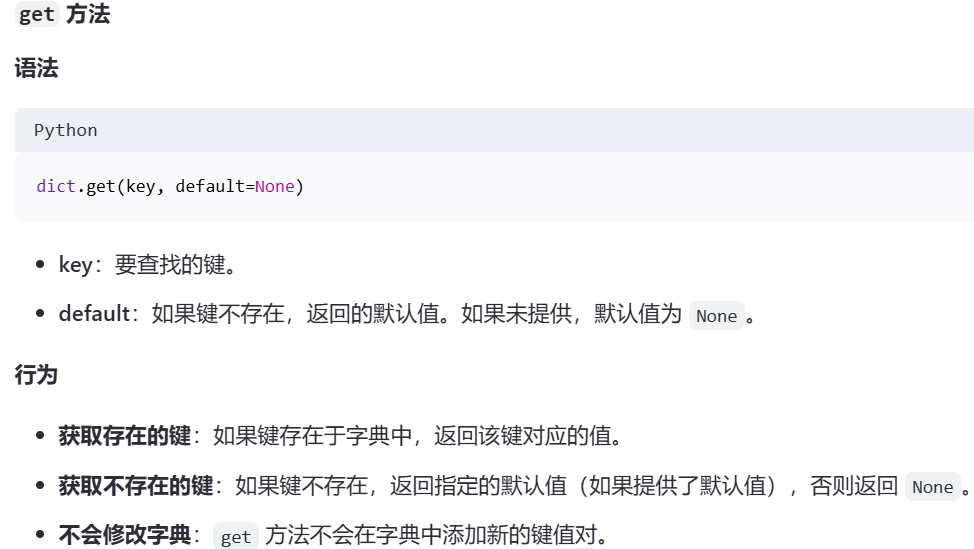 get 方法
语法
Python
dict.get(key, default=None)
• key：要查找的键。
• default：如果键不存在，返回的默认值。如果未提供，默认值为 None。
行为
• 获取存在的键：如果键存在于字典中，返回该键对应的值。
• 获取不存在的键：如果键不存在，返回指定的默认值（如果提供了默认值），否则返回 None。
• 不会修改字典：get 方法不会在字典中添加新的键值对。